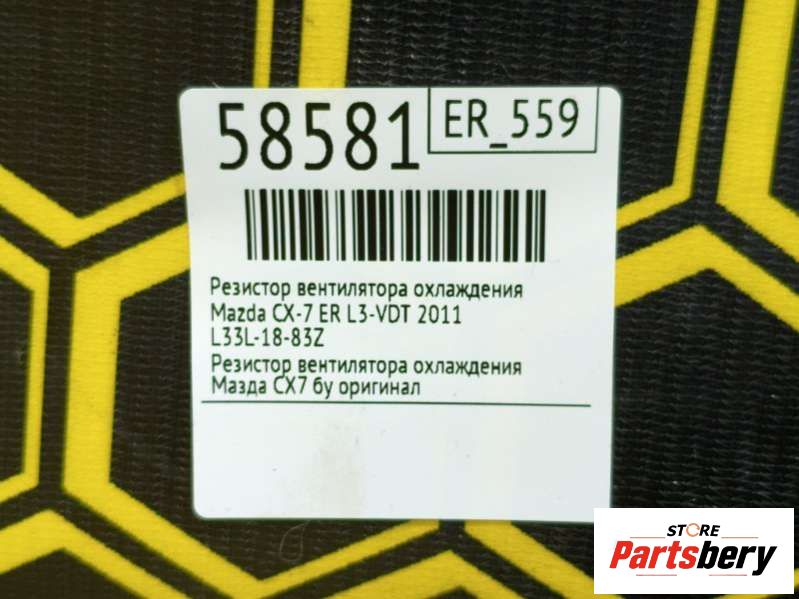 58581
ER_559
Резистор вентилятора охлаждения
Mazda CX-7 ER L3-VDT 2011
L33L-18-83Z
Резистор вентилятора охлаждения
Мазда СХ7 бу оригинал
STORE
Partsbery